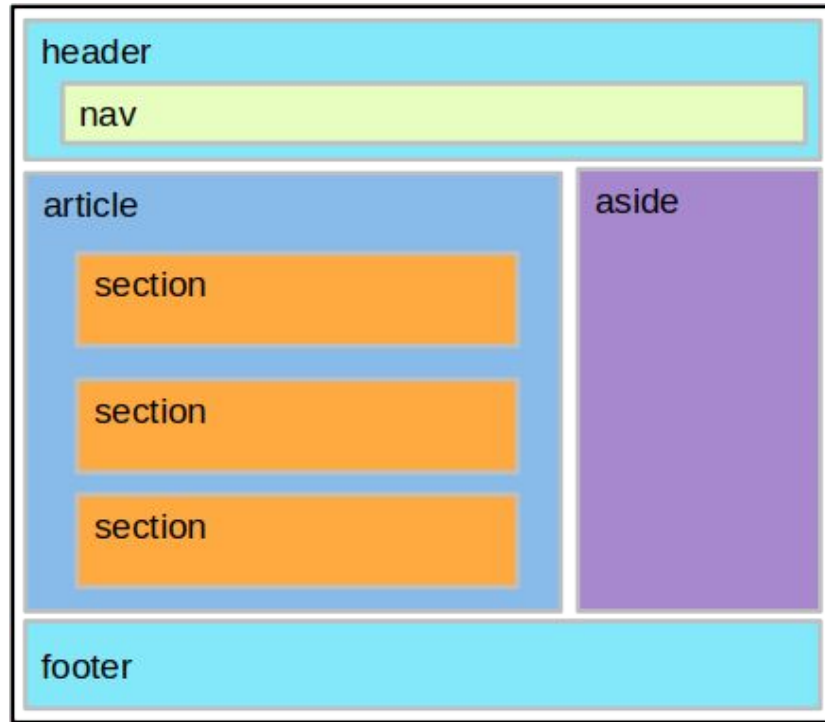 header
nav
article
aside
section
section
section
footer